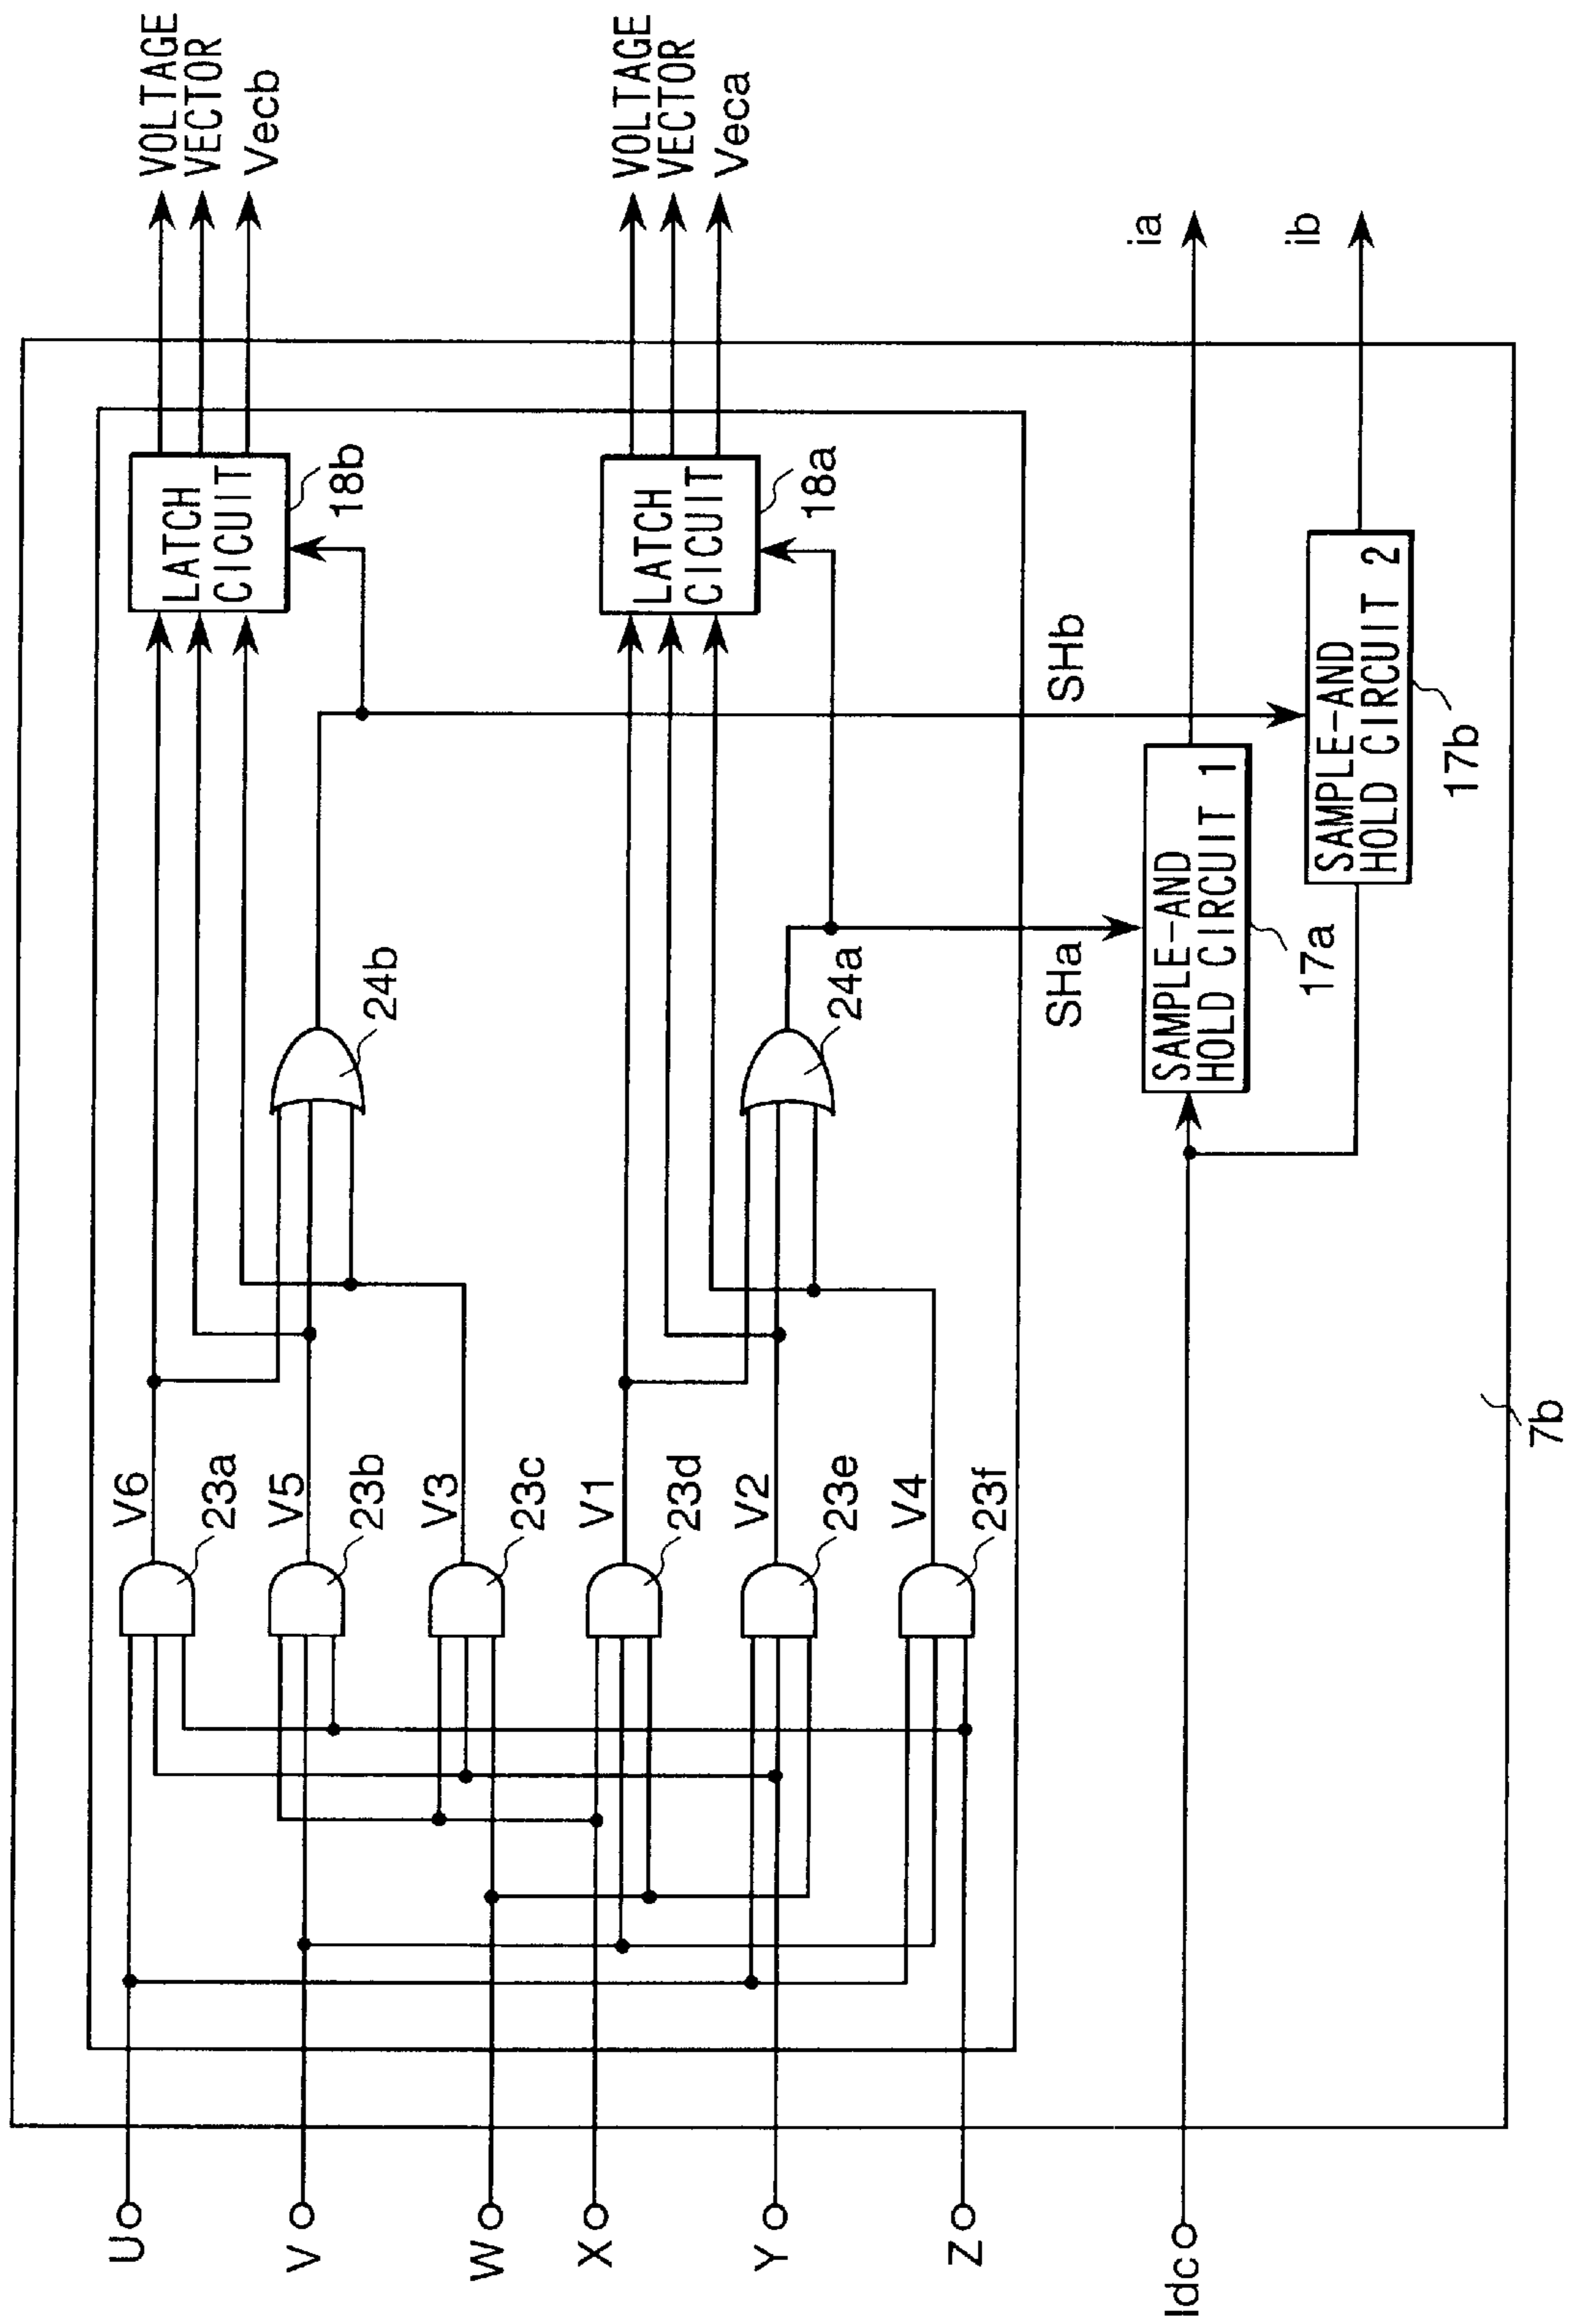 U
V
W
X
Y
Z
Idc
V6
23a
V5
23b
V3
23c
V1
23d
V2
23e
V4
23f
24b
24a
LATCH
CICUIT
18b
LATCH
CICUIT
18a
VOLTAGE
VECTOR
Vecb
VOLTAGE
VECTOR
Veca
SHa
SHb
SAMPLE-AND
HOLD CIRCUIT 1
17a
SAMPLE-AND
HOLD CIRCUIT 2
17b
ia
ib
7b